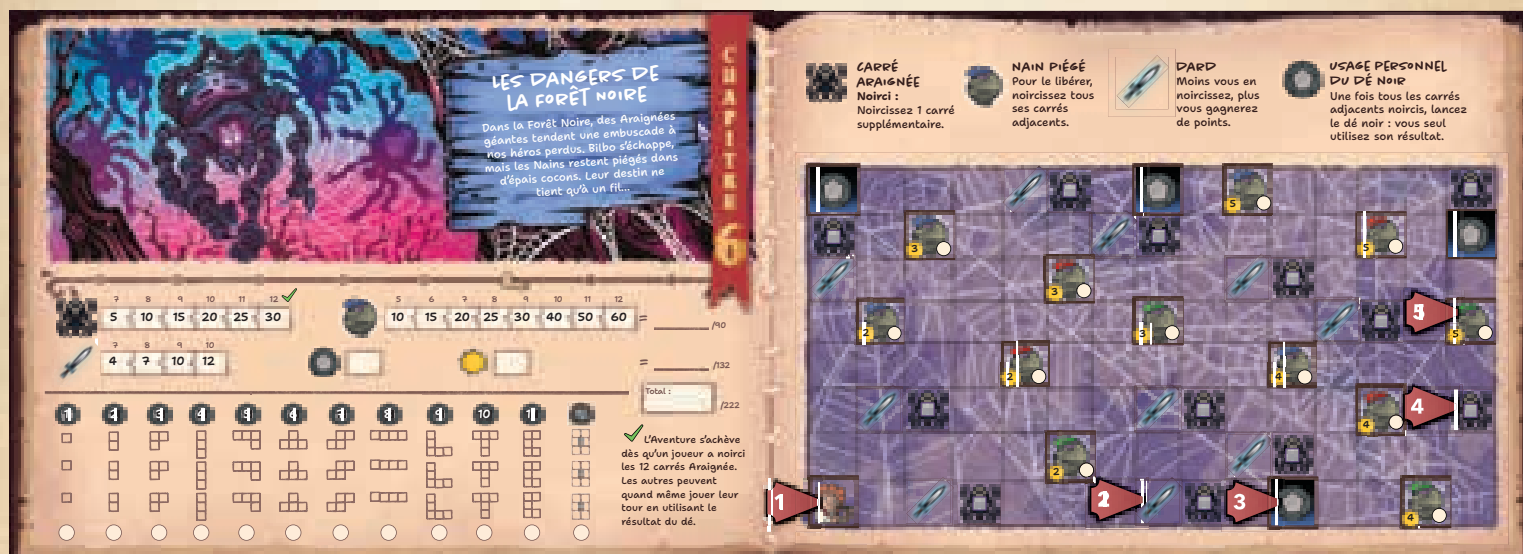 LES DANGERS DE
LA FORÊT NOIRE
Dans la Forêt Noire, des Araignées
géantes tendent une embuscade à
nos héros perdus. Bilbo s'échappe,
mais les Nains restent piégés dans
d'épais cocons. Leur destin ne
tient qu'à un fil...
CHAPITRE
6
7 8 9 10 11 12
5 10 15 20 25 30
5 6 7 8 9 10 11 12
10 15 20 25 30 40 50 60
= /90
7 8 9 10
4 7 10 12
= /132
Total :
/222
1 2 3 4 8 9 10 11
L'Aventure s'achève
dès qu'un joueur a noirci
les 12 carrés Araignée.
Les autres peuvent
quand même jouer leur
tour en utilisant le
résultat du dé.
CARRÉ
ARAIGNÉE
Noirci :
Noircissez 1 carré
supplémentaire.
NAIN PIÉGÉ
Pour le libérer,
noircissez tous
ses carrés
adjacents.
DARD
Moins vous en
noircissez, plus
vous gagnerez
de points.
USAGE PERSONNEL
DU DÉ NOIR
Une fois tous les carrés
adjacents noircis, lancez
le dé noir : vous seul
utilisez son résultat.
5
3 5
3
2 3 5
2 4
4 4
2
1 2 3 4